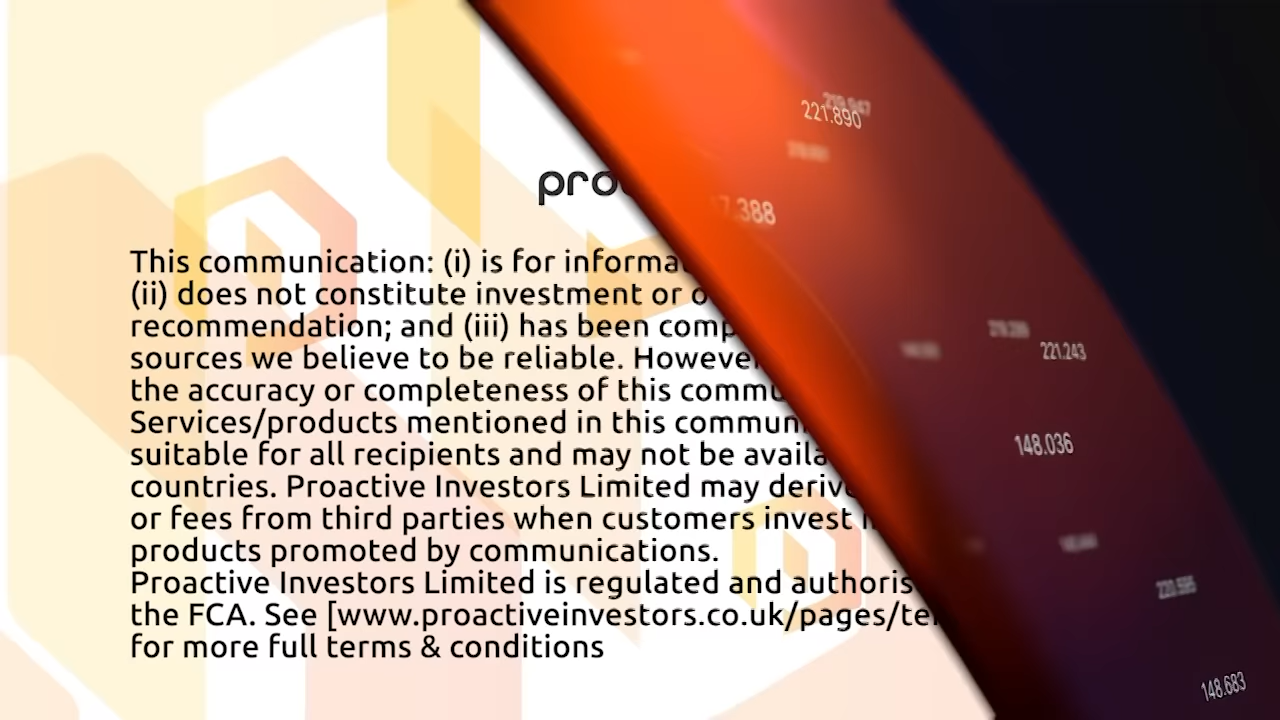 proa
This communication: (i) is for informa
(ii) does not constitute investment or o
recommendation; and (iii) has been comp
sources we believe to be reliable. However
the accuracy or completeness of this commu
Services/products mentioned in this commun
suitable for all recipients and may not be availa
countries. Proactive Investors Limited may derive
or fees from third parties when customers invest i
products promoted by communications.
Proactive Investors Limited is regulated and authoris
the FCA. See [www.proactiveinvestors.co.uk/pages/te
for more full terms & conditions
221.890
7.388
221.243
148.036
220.595
148.683